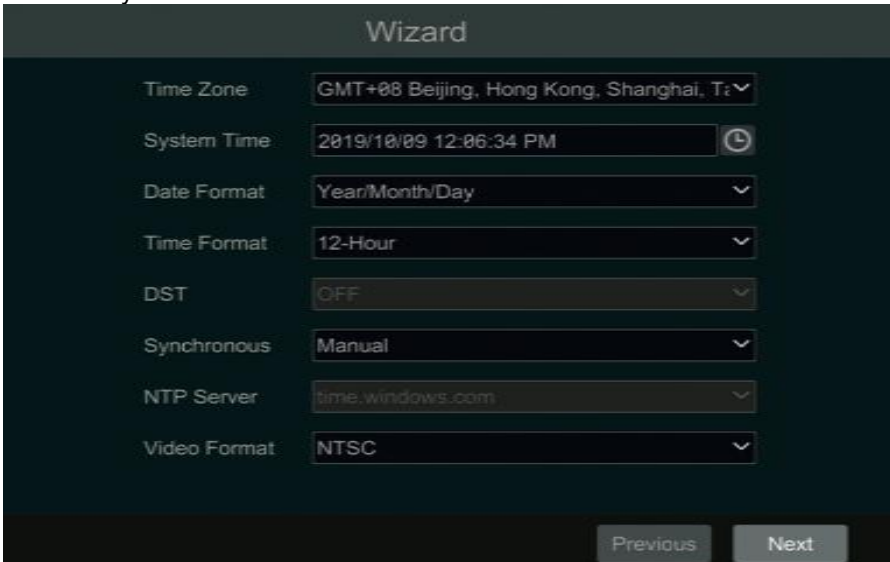 Wizard
Time Zone GMT+08 Beijing, Hong Kong, Shanghai,
System Time 2019/10/09 12:06:34 PM
Date Format Year/Month/Day
Time Format 12-Hour
DST OFF
Synchronous Manual
NTP Server time.windows.com
Video Format NTSC
Previous Next